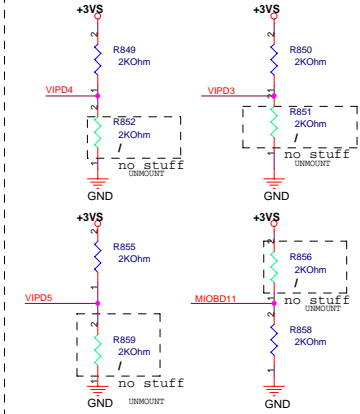 +3VS
2
R849
2KOhm
1
VIPD4
2
R852
2KOhm
/
1
no stuff
UNMOUNT
GND
+3VS
2
R850
2KOhm
1
VIPD3
2
R851
2KOhm
/
1
no stuff
UNMOUNT
GND
+3VS
2
R855
2KOhm
1
VIPD5
2
R859
2KOhm
/
1
no stuff
UNMOUNT
GND
+3VS
2
R856
2KOhm
/
1
no stuff
UNMOUNT
MIOBD11
2
R858
2KOhm
1
GND